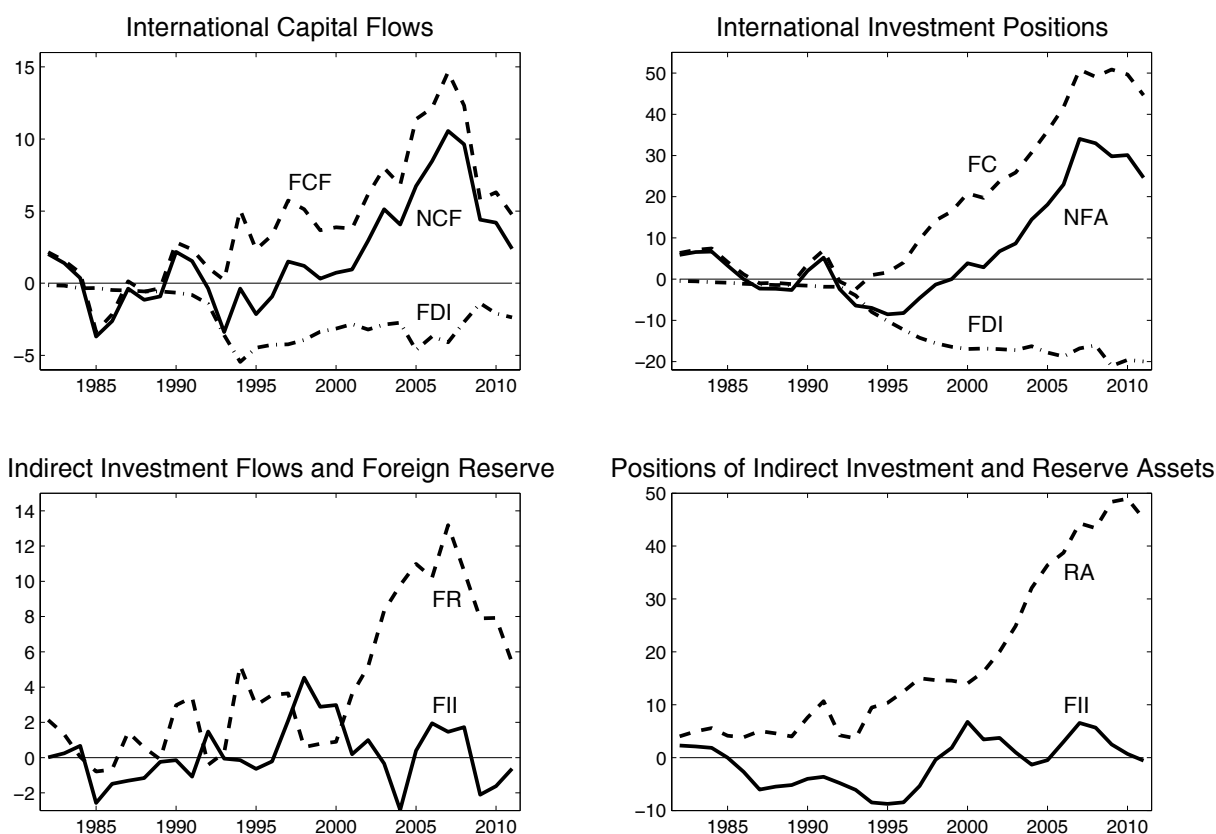 International Capital Flows
15
10
5
0
−5
1985 1990 1995 2000 2005 2010
FCF
NCF
FDI
International Investment Positions
50
40
30
20
10
0
−10
−20
1985 1990 1995 2000 2005 2010
FC
NFA
FDI
Indirect Investment Flows and Foreign Reserve
14
12
10
8
6
4
2
0
−2
1985 1990 1995 2000 2005 2010
FR
FII
Positions of Indirect Investment and Reserve Assets
50
40
30
20
10
0
−10
1985 1990 1995 2000 2005 2010
RA
FII